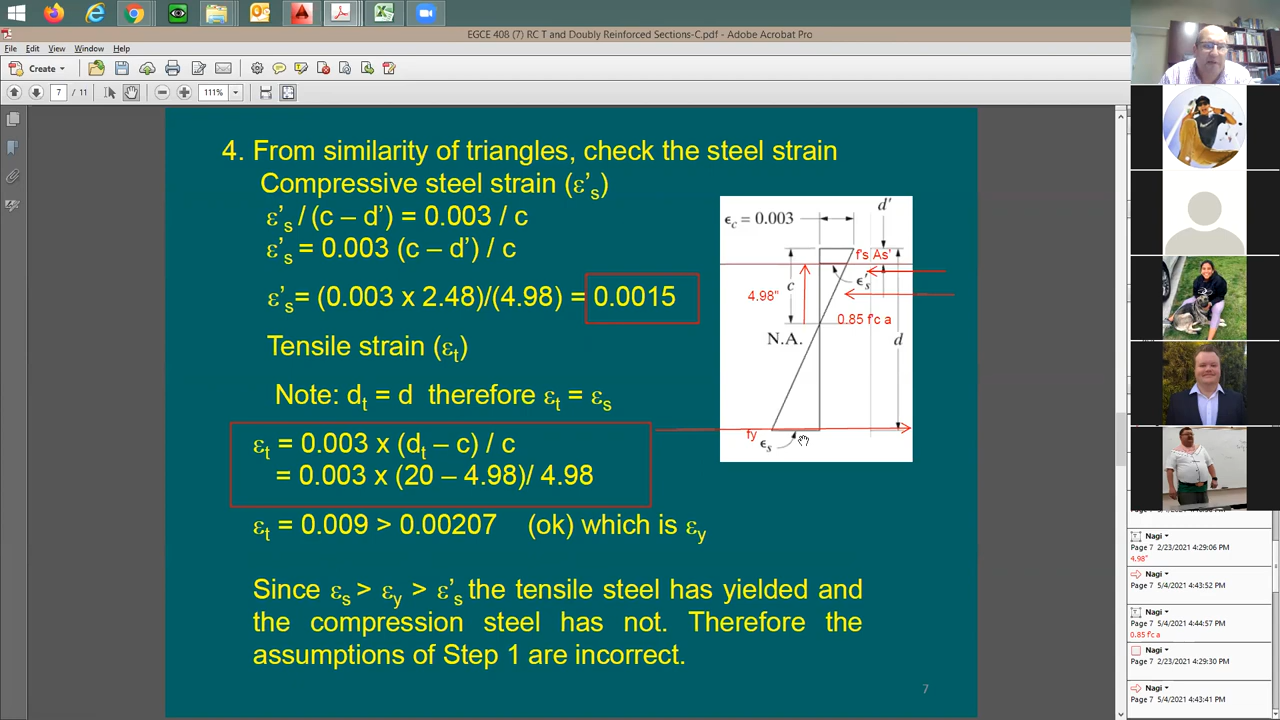 EGCE 408 (7) RC T and Doubly Reinforced Sections-C.pdf - Adobe Acrobat Pro
File Edit View Window Help
Create
7 / 11
111%
4. From similarity of triangles, check the steel strain
Compressive steel strain (ε’s)
ε’s / (c – d’) = 0.003 / c
ε’s = 0.003 (c – d’) / c
ε’s= (0.003 x 2.48)/(4.98) = 0.0015
Tensile strain (εt)
Note: dt = d therefore εt = εs
εt = 0.003 x (dt – c) / c
= 0.003 x (20 – 4.98)/ 4.98
εt = 0.009 > 0.00207 (ok) which is εy
Since εs > εy > ε’s the tensile steel has yielded and
the compression steel has not. Therefore the
assumptions of Step 1 are incorrect.
7
ϵc = 0.003
d'
f's As'
c
ϵ's
4.98"
0.85 f'c a
N.A.
d
fy
ϵs
Nagi
Page 7 2/23/2021 4:29:06 PM
4.98"
Nagi
Page 7 5/4/2021 4:43:52 PM
Nagi
Page 7 5/4/2021 4:44:57 PM
0.85 f'c a
Nagi
Page 7 2/23/2021 4:29:30 PM
Nagi
Page 7 5/4/2021 4:43:41 PM